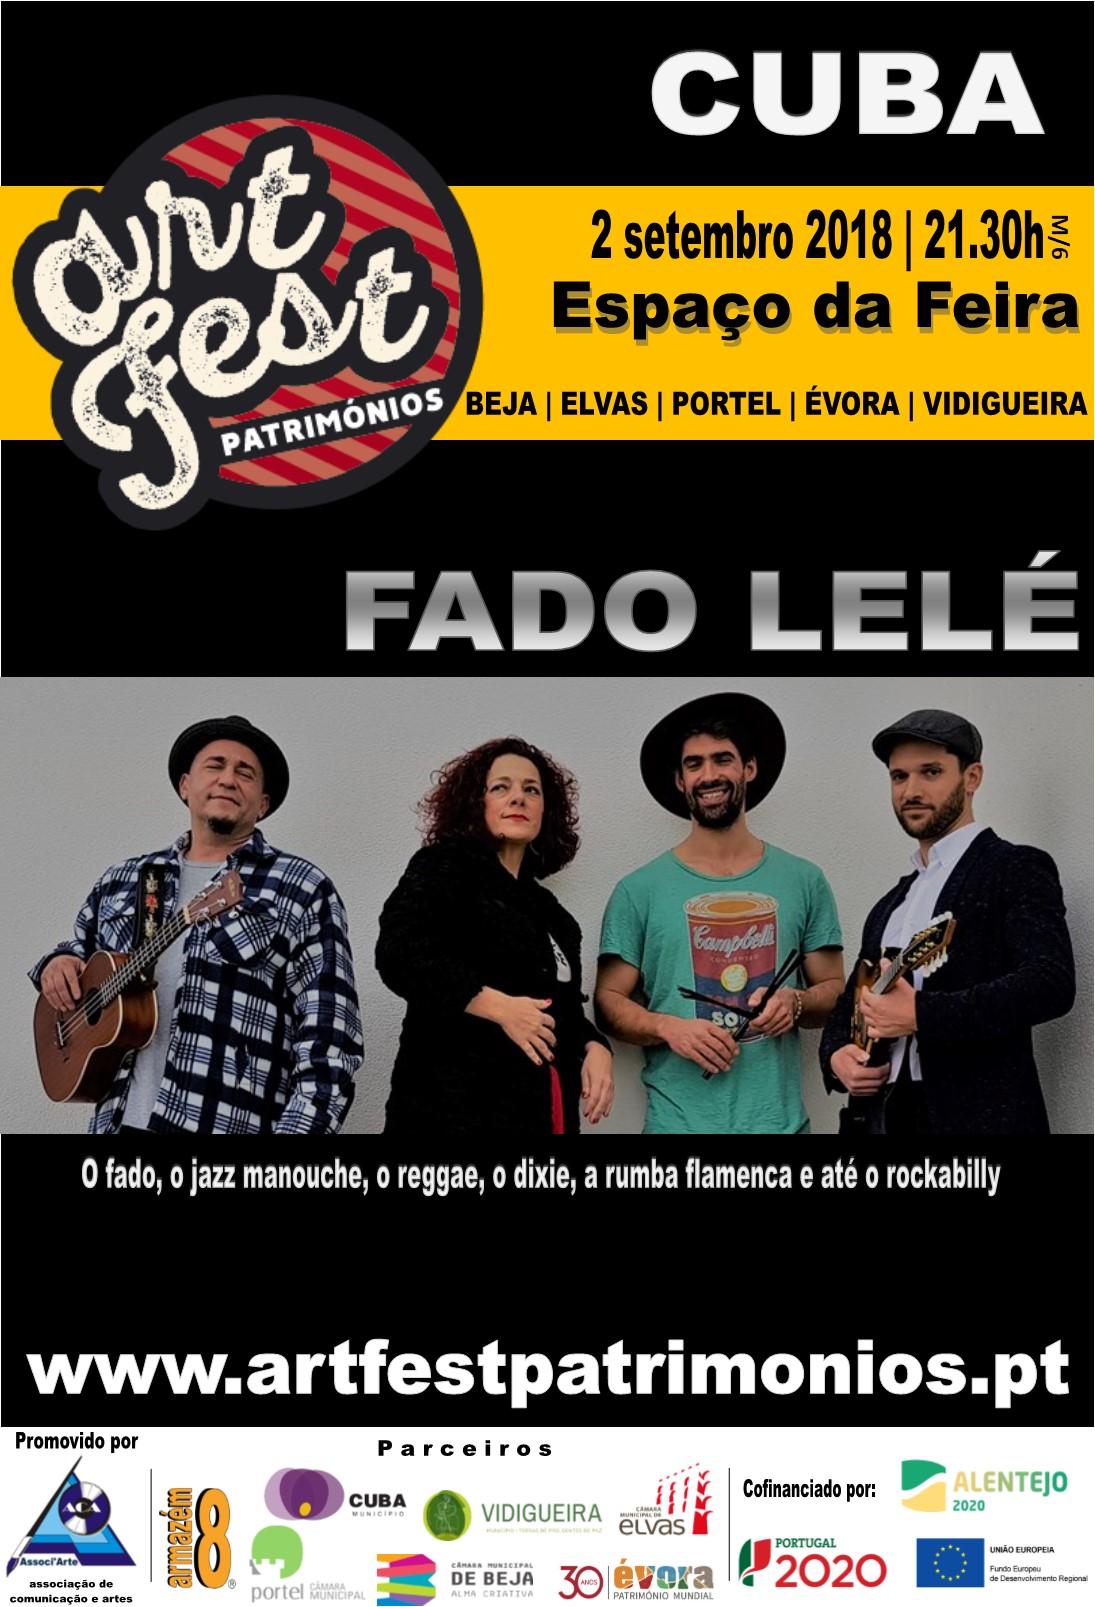 CUBA
art
fest
PATRIMÓNIOS
2 setembro 2018 | 21.30h
M/6
Espaço da Feira
BEJA | ELVAS | PORTEL | ÉVORA | VIDIGUEIRA
FADO LELÉ
Campbell's
CONDENSED
O fado, o jazz manouche, o reggae, o dixie, a rumba flamenca e até o rockabilly
www.artfestpatrimonios.pt
Promovido por
Associ'Arte
associação de
comunicação e artes
armazém
8
®
Parceiros
CUBA
MUNICÍPIO
VIDIGUEIRA
CÂMARA
MUNICIPAL DE
elvas
portel
CÂMARA
MUNICIPAL
CÂMARA MUNICIPAL
DE BEJA
ALMA CRIATIVA
30 ANOS
évora
PATRIMÓNIO MUNDIAL
Cofinanciado por:
ALENTEJO
2020
PORTUGAL
2020
UNIÃO EUROPEIA
Fundo Europeu
de Desenvolvimento Regional